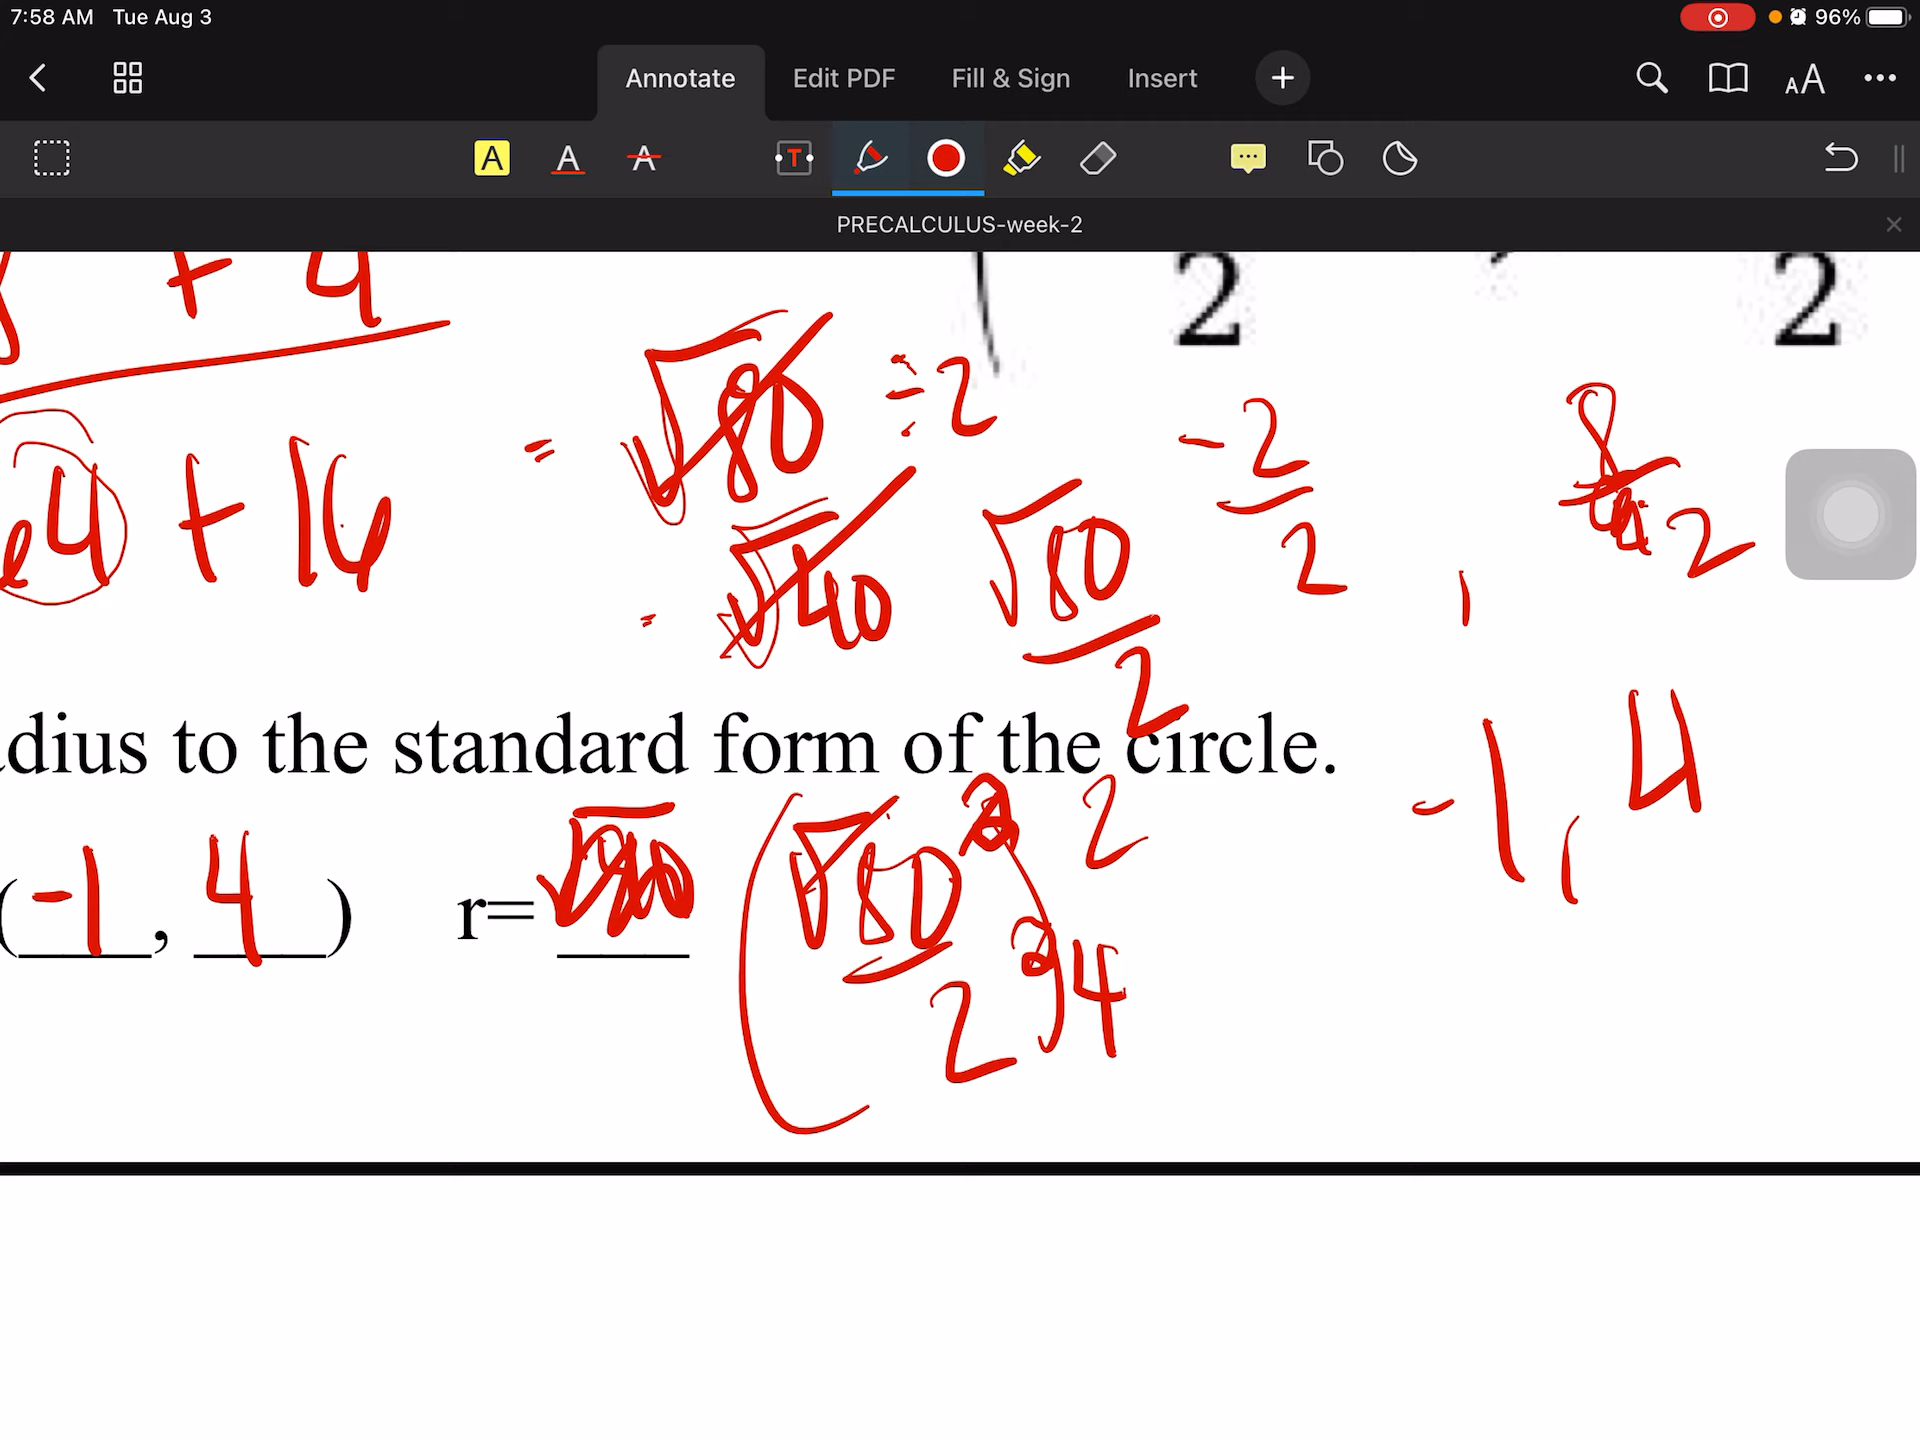 7:58 AM Tue Aug 3
96%
Annotate Edit PDF Fill & Sign Insert
PRECALCULUS-week-2
+ 4
( 2 , 2
= √80 ÷2
4 + 16
= √40
√80
2
-2
2
,
8
2
dius to the standard form of the circle.
-1, 4
(-1, 4) r=
(√80 2
2 ) 4